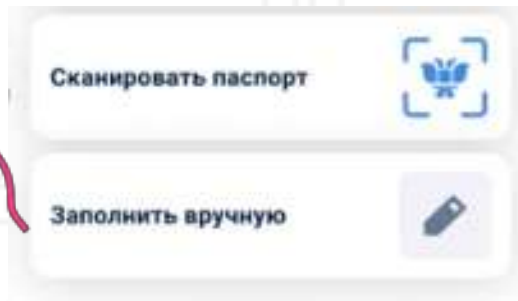 Сканировать паспорт
Заполнить вручную